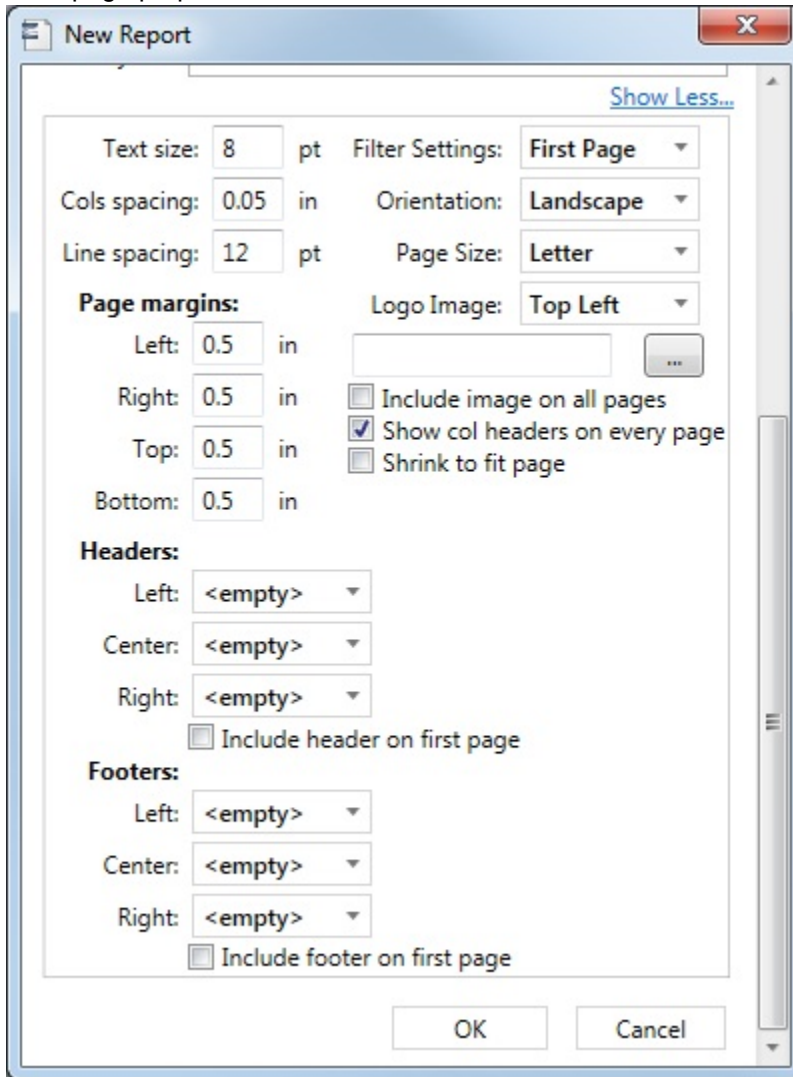 New Report
Show Less...
Text size: 8 pt Filter Settings: First Page
Cols spacing: 0.05 in Orientation: Landscape
Line spacing: 12 pt Page Size: Letter
Page margins: Logo Image: Top Left
Left: 0.5 in ...
Right: 0.5 in Include image on all pages
Show col headers on every page
Top: 0.5 in Shrink to fit page
Bottom: 0.5 in
Headers:
Left: <empty>
Center: <empty>
Right: <empty>
Include header on first page
Footers:
Left: <empty>
Center: <empty>
Right: <empty>
Include footer on first page
OK Cancel